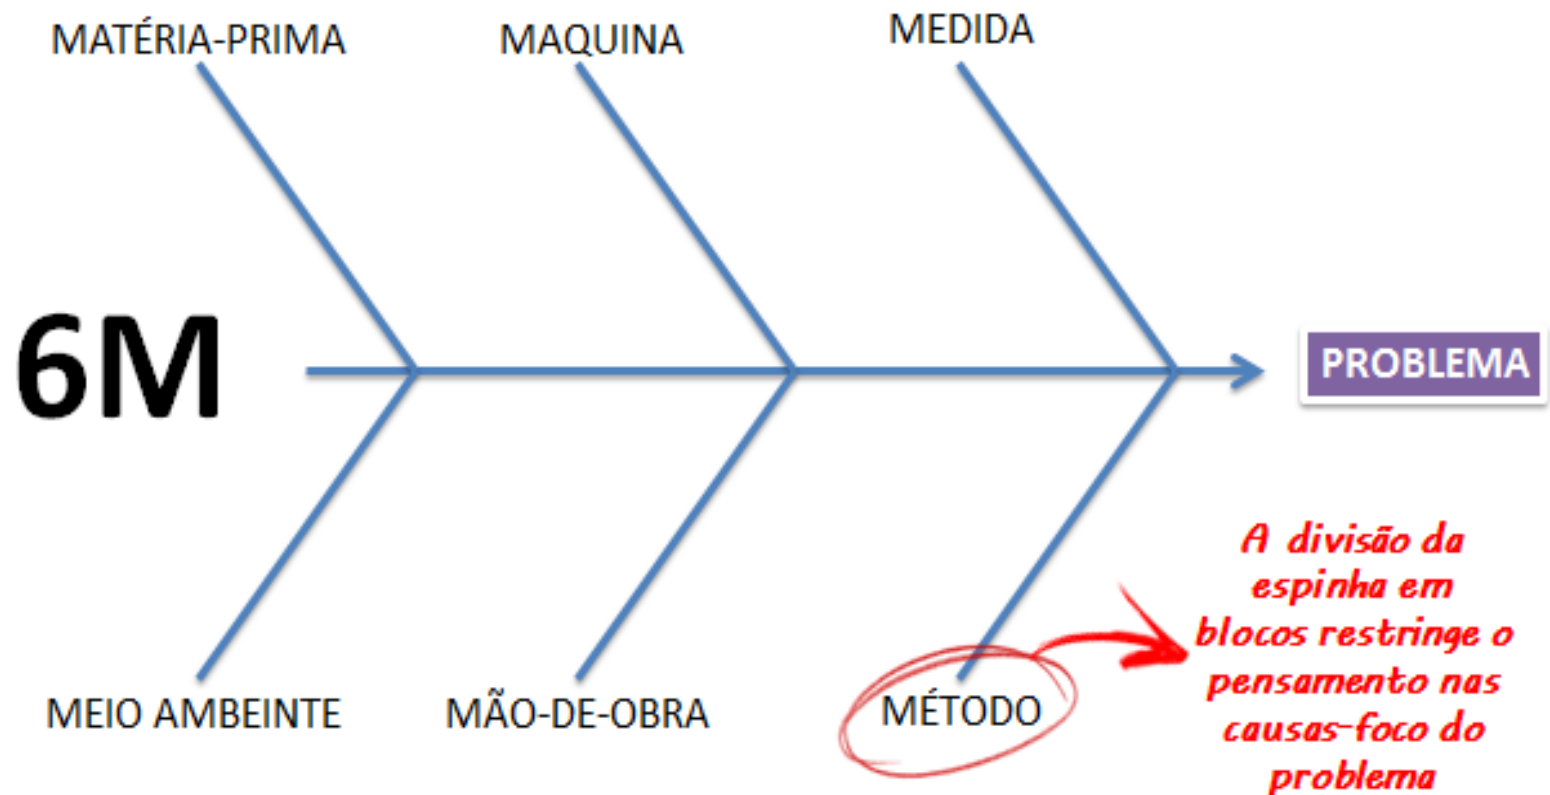 MATÉRIA-PRIMA
MAQUINA
MEDIDA
6M
PROBLEMA
MEIO AMBEINTE
MÃO-DE-OBRA
MÉTODO
A divisão da
espinha em
blocos restringe o
pensamento nas
causas-foco do
problema